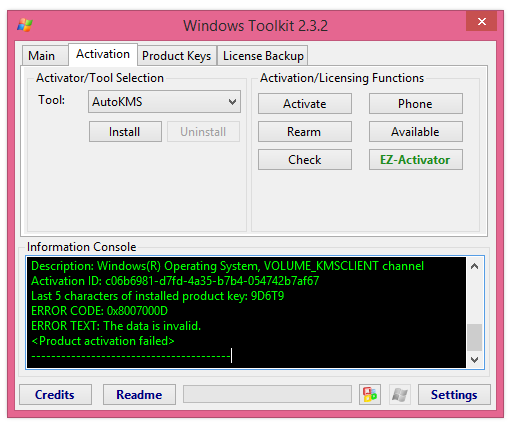 Windows Toolkit 2.3.2
Main Activation Product Keys License Backup
Activator/Tool Selection
Tool: AutoKMS
Install Uninstall
Activation/Licensing Functions
Activate Phone
Rearm Available
Check EZ-Activator
Information Console
Description: Windows(R) Operating System, VOLUME_KMSCLIENT channel
Activation ID: c06b6981-d7fd-4a35-b7b4-054742b7af67
Last 5 characters of installed product key: 9D6T9
ERROR CODE: 0x8007000D
ERROR TEXT: The data is invalid.
<Product activation failed>
----------------------------------------
Credits Readme Settings